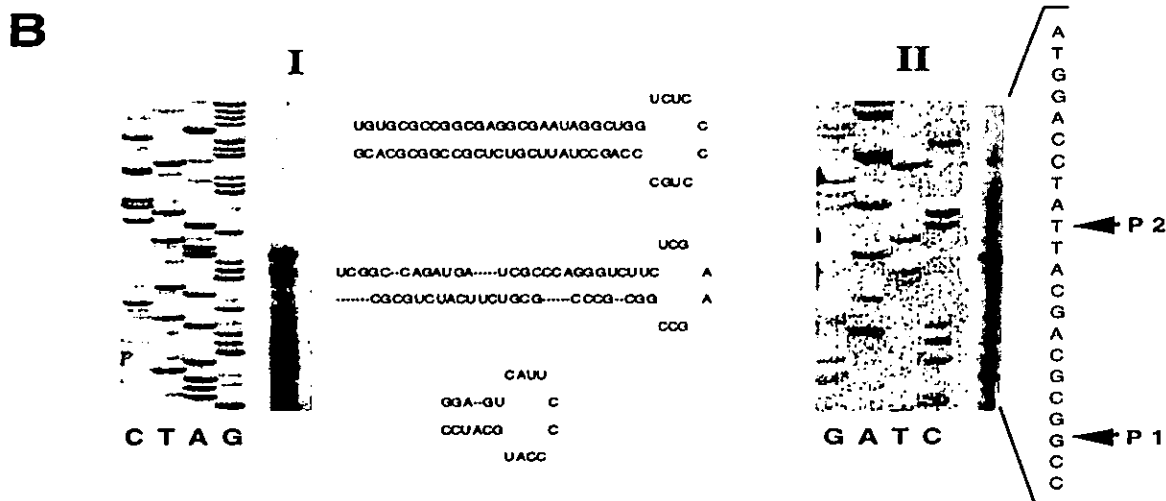 B
I
UCUC
UGUGCGCCGGCGAGGCGAAUAGGCUGG C
GCACGCGGCCGCUCUGCUUAUCCGACC C
CGUC
UCG
UCGGC--CAGAUGA-----UCGCCCAGGGUCUUC A
------CGCGUCUACUUCUGCG-----CCCG--CGG A
CCG
CAUU
GGA--GU C
CCUACG C
UACC
C T A G
II
G A T C
A
T
G
G
A
C
C
T
A
T P 2
T
A
C
G
A
C
G
C
G
G P 1
C
C